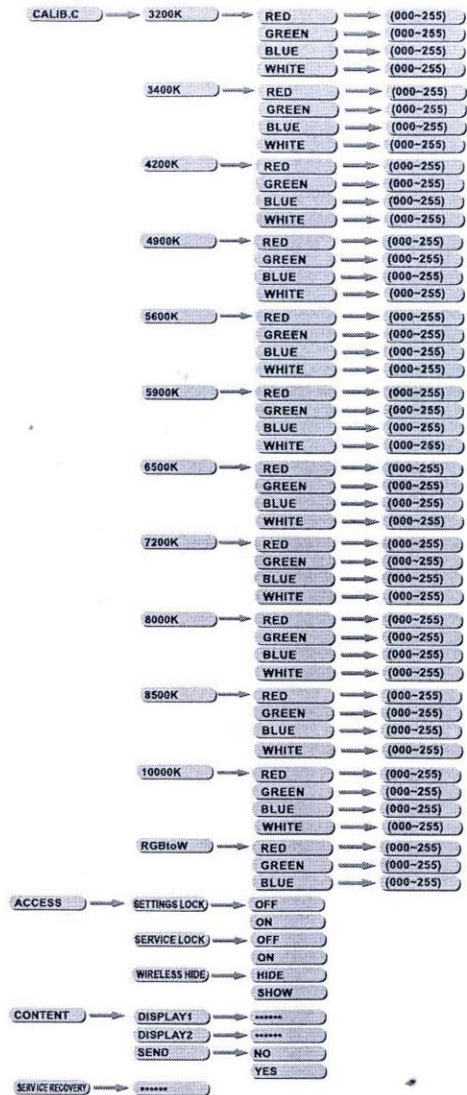 CALIB.C 3200K RED (000~255)
GREEN (000~255)
BLUE (000~255)
WHITE (000~255)
3400K RED (000~255)
GREEN (000~255)
BLUE (000~255)
WHITE (000~255)
4200K RED (000~255)
GREEN (000~255)
BLUE (000~255)
WHITE (000~255)
4900K RED (000~255)
GREEN (000~255)
BLUE (000~255)
WHITE (000~255)
5600K RED (000~255)
GREEN (000~255)
BLUE (000~255)
WHITE (000~255)
5900K RED (000~255)
GREEN (000~255)
BLUE (000~255)
WHITE (000~255)
6500K RED (000~255)
GREEN (000~255)
BLUE (000~255)
WHITE (000~255)
7200K RED (000~255)
GREEN (000~255)
BLUE (000~255)
WHITE (000~255)
8000K RED (000~255)
GREEN (000~255)
BLUE (000~255)
WHITE (000~255)
8500K RED (000~255)
GREEN (000~255)
BLUE (000~255)
WHITE (000~255)
10000K RED (000~255)
GREEN (000~255)
BLUE (000~255)
WHITE (000~255)
RGBtoW RED (000~255)
GREEN (000~255)
BLUE (000~255)
ACCESS SETTINGS LOCK OFF
ON
SERVICE LOCK OFF
ON
WIRELESS HIDE HIDE
SHOW
CONTENT DISPLAY1 ******
DISPLAY2 ******
SEND NO
YES
SERVICE RECOVERY ******